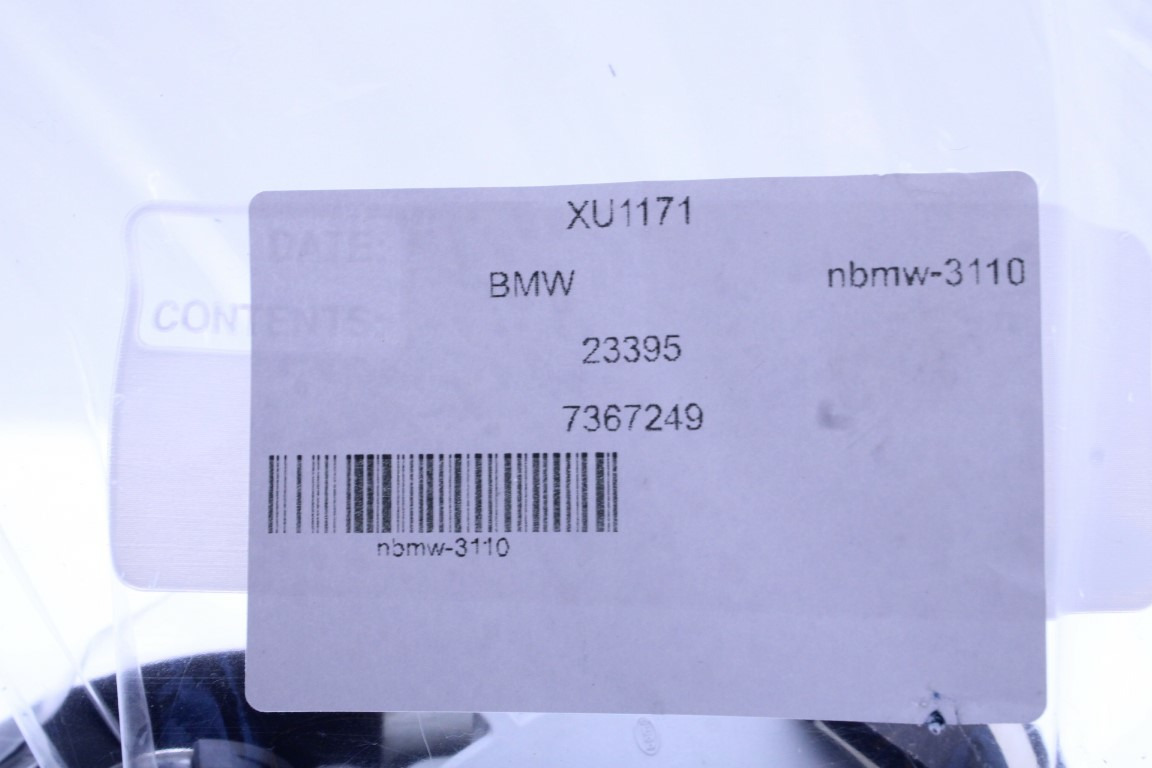 XU1171
BMW nbmw-3110
23395
7367249
nbmw-3110
DATE:
CONTENTS: